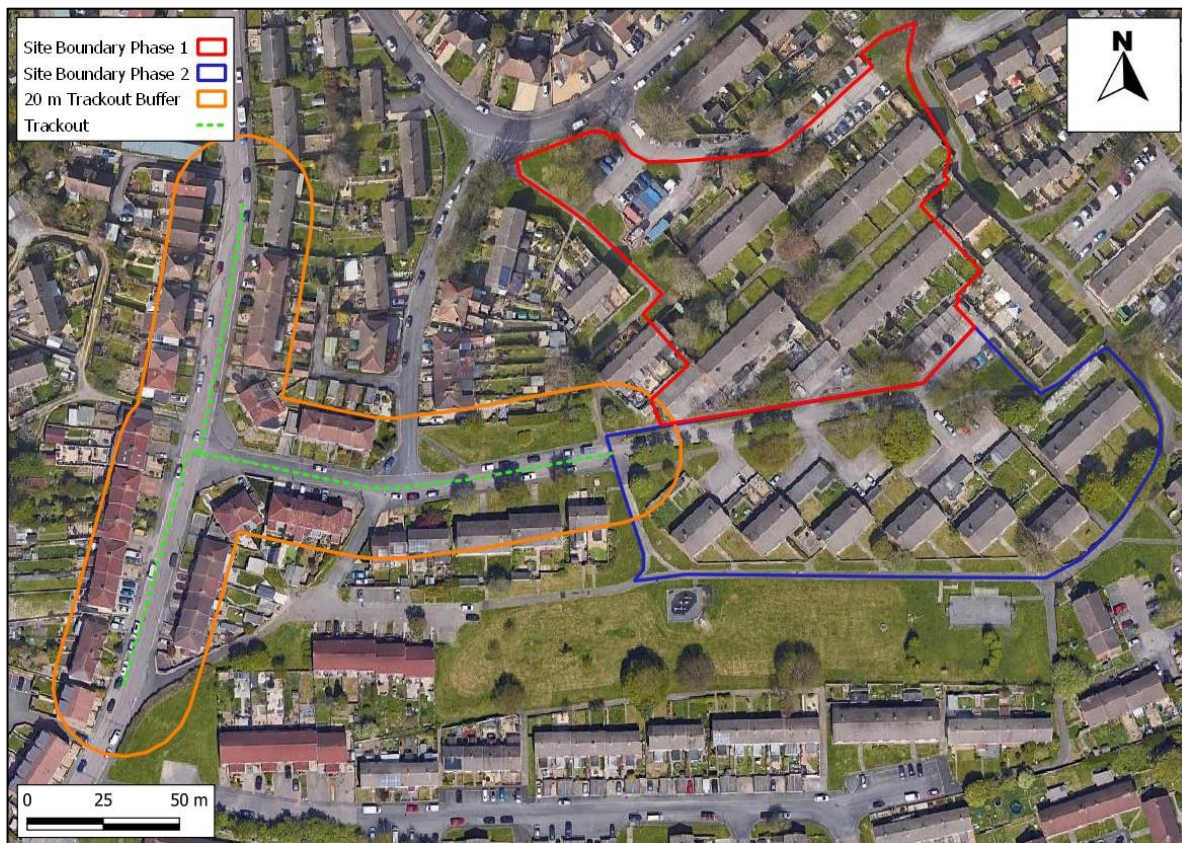 Site Boundary Phase 1
Site Boundary Phase 2
20 m Trackout Buffer
Trackout
N
0 25 50 m